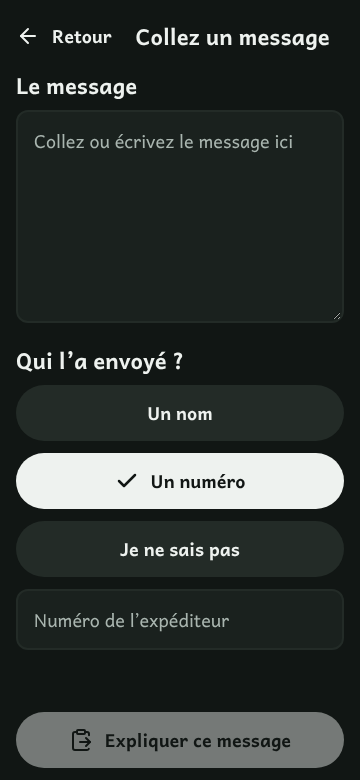 Retour
Collez un message
Le message
Collez ou écrivez le message ici
Qui l’a envoyé ?
Un nom
Un numéro
Je ne sais pas
Numéro de l’expéditeur
Expliquer ce message